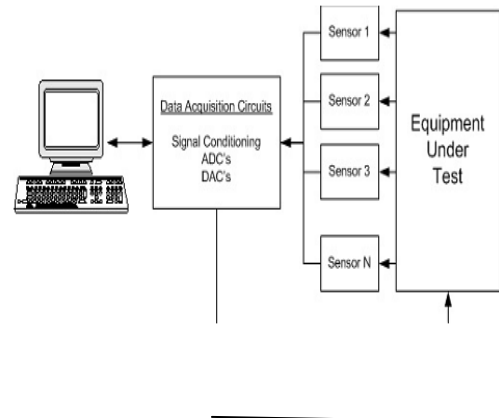 Data Acquisition Circuits
Signal Conditioning
ADC's
DAC's
Sensor 1
Sensor 2
Sensor 3
Sensor N
Equipment
Under
Test